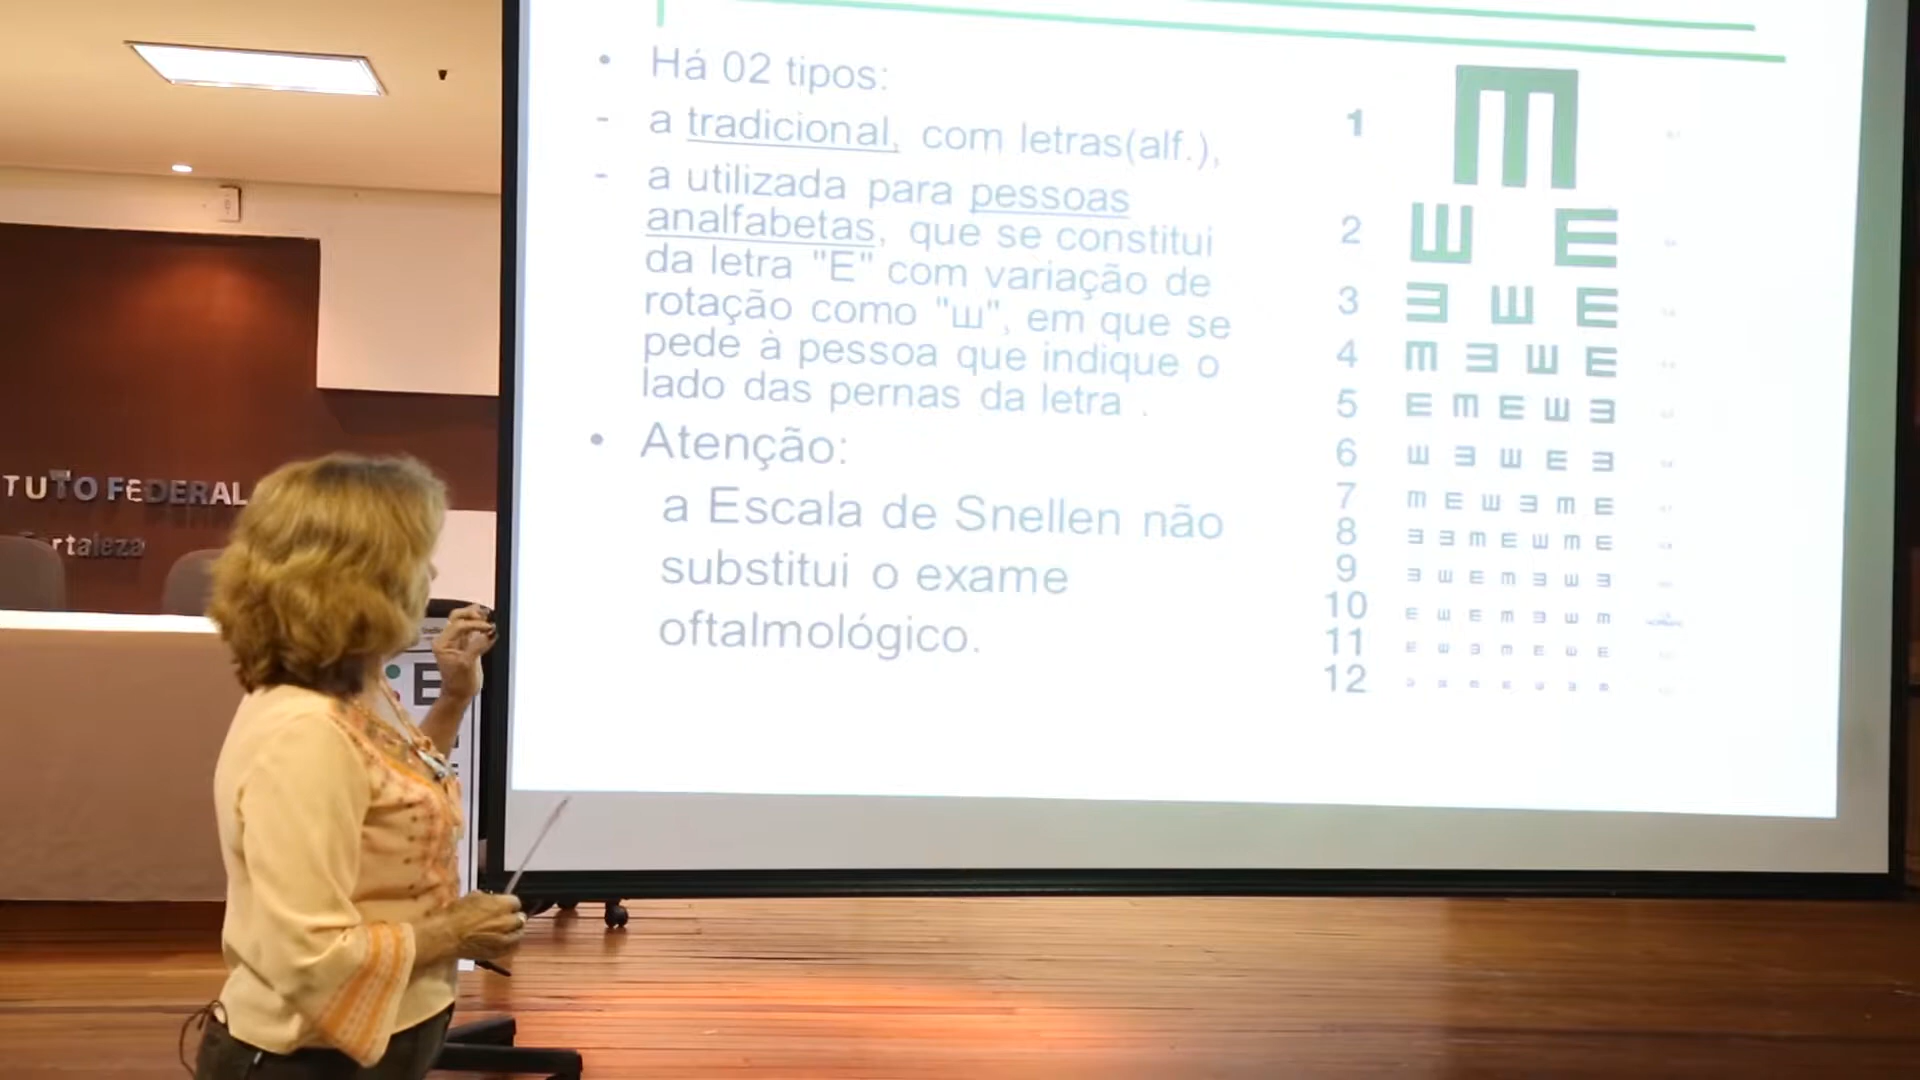 • Há 02 tipos:
- a tradicional, com letras(alf.),
- a utilizada para pessoas
analfabetas, que se constitui
da letra "E" com variação de
rotação como "ш", em que se
pede à pessoa que indique o
lado das pernas da letra .
• Atenção:
a Escala de Snellen não
substitui o exame
oftalmológico.
1
2
3
4
5
6
7
8
9
10
11
12
TUTO FEDERAL
rtaleza
E